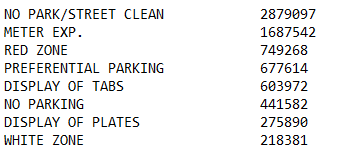 NO PARK/STREET CLEAN 2879097
METER EXP. 1687542
RED ZONE 749268
PREFERENTIAL PARKING 677614
DISPLAY OF TABS 603972
NO PARKING 441582
DISPLAY OF PLATES 275890
WHITE ZONE 218381